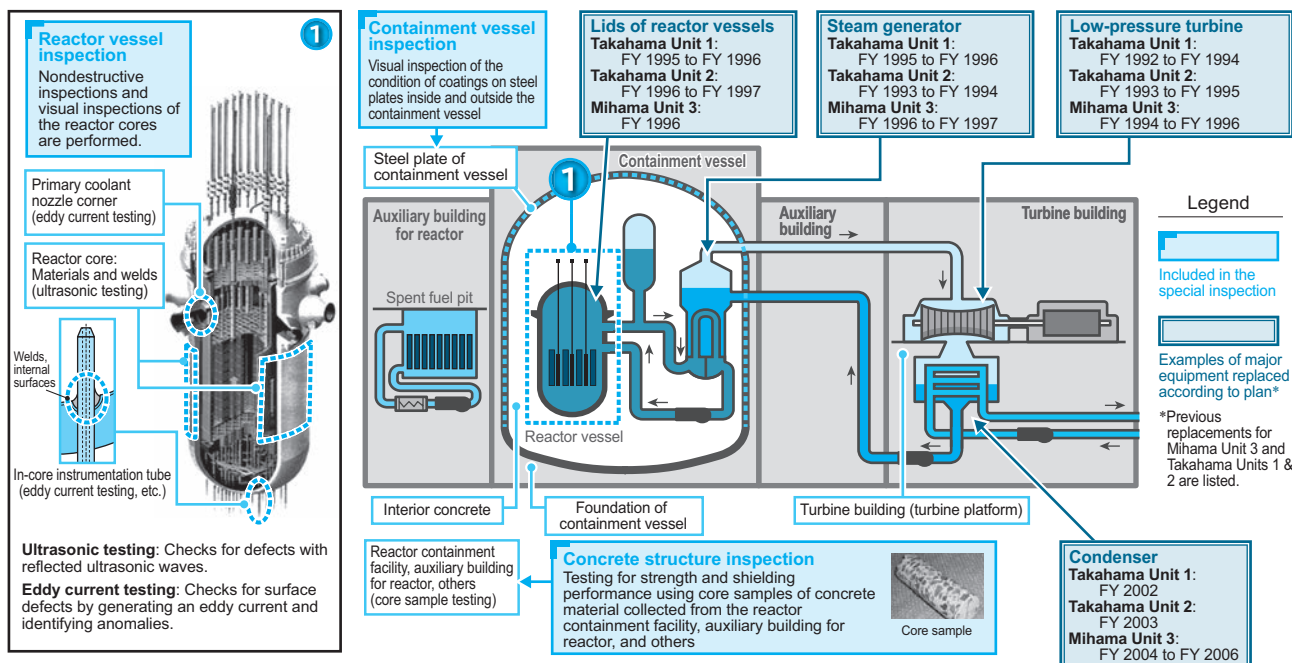 Reactor vessel
inspection
Nondestructive
inspections and
visual inspections of
the reactor cores
are performed.
1
Primary coolant
nozzle corner
(eddy current testing)
Reactor core:
Materials and welds
(ultrasonic testing)
Welds,
internal
surfaces
In-core instrumentation tube
(eddy current testing, etc.)
Ultrasonic testing: Checks for defects with
reflected ultrasonic waves.
Eddy current testing: Checks for surface
defects by generating an eddy current and
identifying anomalies.
Containment vessel
inspection
Visual inspection of the
condition of coatings on steel
plates inside and outside the
containment vessel
Steel plate of
containment vessel
Lids of reactor vessels
Takahama Unit 1:
FY 1995 to FY 1996
Takahama Unit 2:
FY 1996 to FY 1997
Mihama Unit 3:
FY 1996
Steam generator
Takahama Unit 1:
FY 1995 to FY 1996
Takahama Unit 2:
FY 1993 to FY 1994
Mihama Unit 3:
FY 1996 to FY 1997
Low-pressure turbine
Takahama Unit 1:
FY 1992 to FY 1994
Takahama Unit 2:
FY 1993 to FY 1995
Mihama Unit 3:
FY 1994 to FY 1996
Containment vessel
1
Auxiliary building
for reactor
Spent fuel pit
Reactor vessel
Auxiliary
building
Turbine building
Interior concrete
Foundation of
containment vessel
Turbine building (turbine platform)
Reactor containment
facility, auxiliary building
for reactor, others
(core sample testing)
Concrete structure inspection
Testing for strength and shielding
performance using core samples of concrete
material collected from the reactor
containment facility, auxiliary building for
reactor, and others
Core sample
Condenser
Takahama Unit 1:
FY 2002
Takahama Unit 2:
FY 2003
Mihama Unit 3:
FY 2004 to FY 2006
Legend
Included in the
special inspection
Examples of major
equipment replaced
according to plan*
*Previous
replacements for
Mihama Unit 3 and
Takahama Units 1 &
2 are listed.